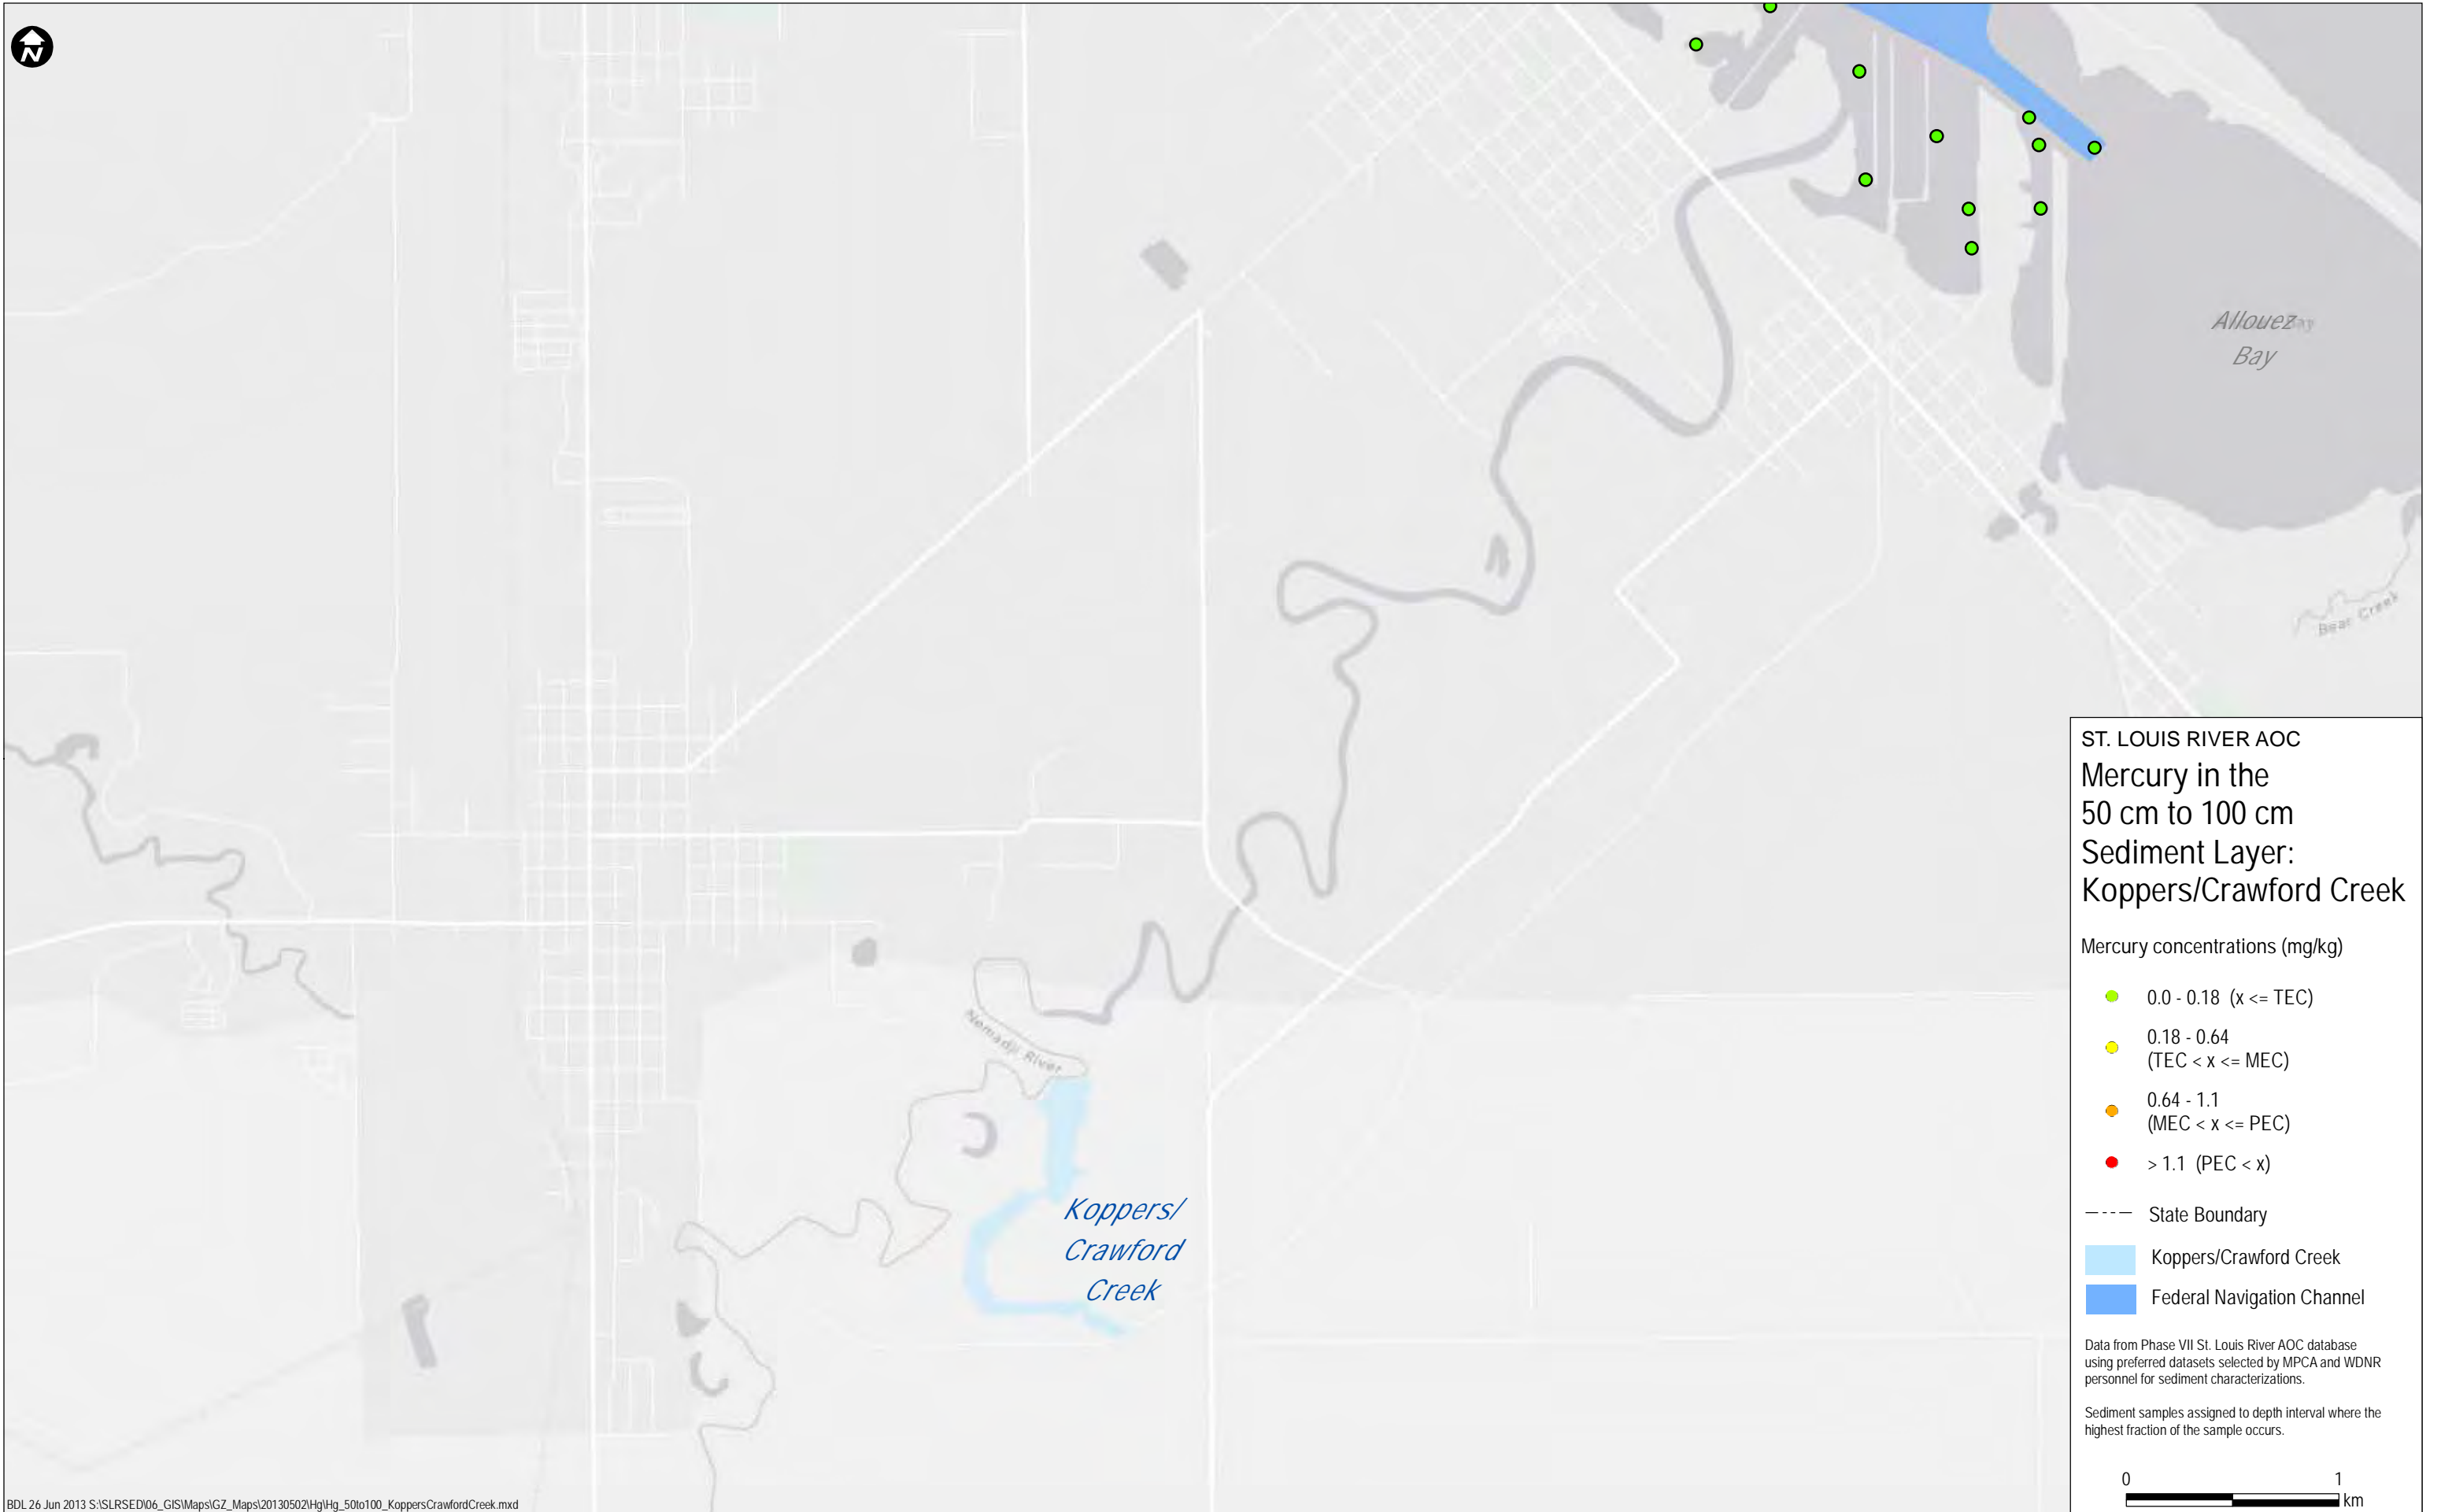 N
Allouez
Bay
Bear Creek
Nemadji River
Koppers/
Crawford
Creek
ST. LOUIS RIVER AOC
Mercury in the
50 cm to 100 cm
Sediment Layer:
Koppers/Crawford Creek
Mercury concentrations (mg/kg)
0.0 - 0.18 (x <= TEC)
0.18 - 0.64
(TEC < x <= MEC)
0.64 - 1.1
(MEC < x <= PEC)
> 1.1 (PEC < x)
State Boundary
Koppers/Crawford Creek
Federal Navigation Channel
Data from Phase VII St. Louis River AOC database
using preferred datasets selected by MPCA and WDNR
personnel for sediment characterizations.
Sediment samples assigned to depth interval where the
highest fraction of the sample occurs.
0 1
km
BDL 26 Jun 2013 S:\SLRSED\06_GIS\Maps\GZ_Maps\20130502\Hg\Hg_50to100_KoppersCrawfordCreek.mxd